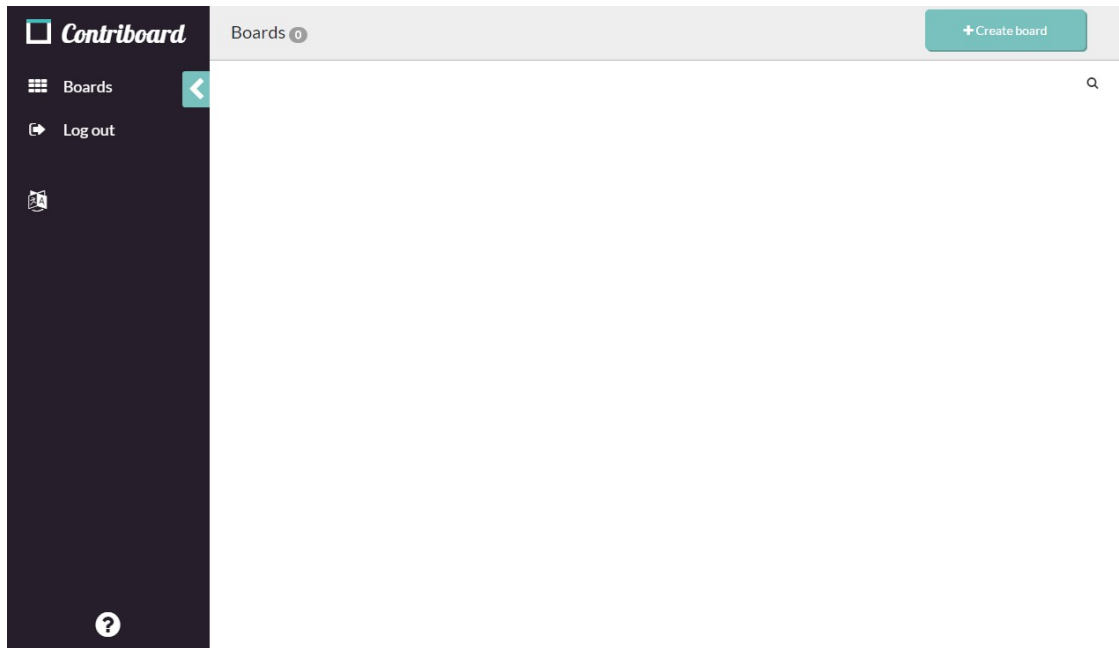 Contriboard
Boards 0
+ Create board
Boards
Log out
?